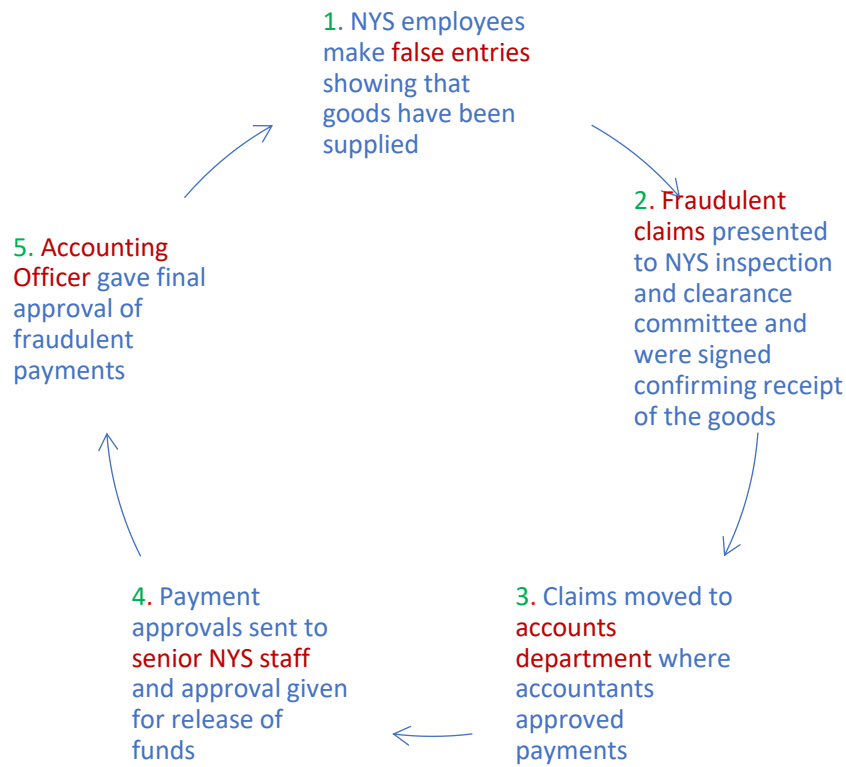 1. NYS employees
make false entries
showing that
goods have been
supplied
2. Fraudulent
claims presented
to NYS inspection
and clearance
committee and
were signed
confirming receipt
of the goods
3. Claims moved to
accounts
department where
accountants
approved
payments
4. Payment
approvals sent to
senior NYS staff
and approval given
for release of
funds
5. Accounting
Officer gave final
approval of
fraudulent
payments